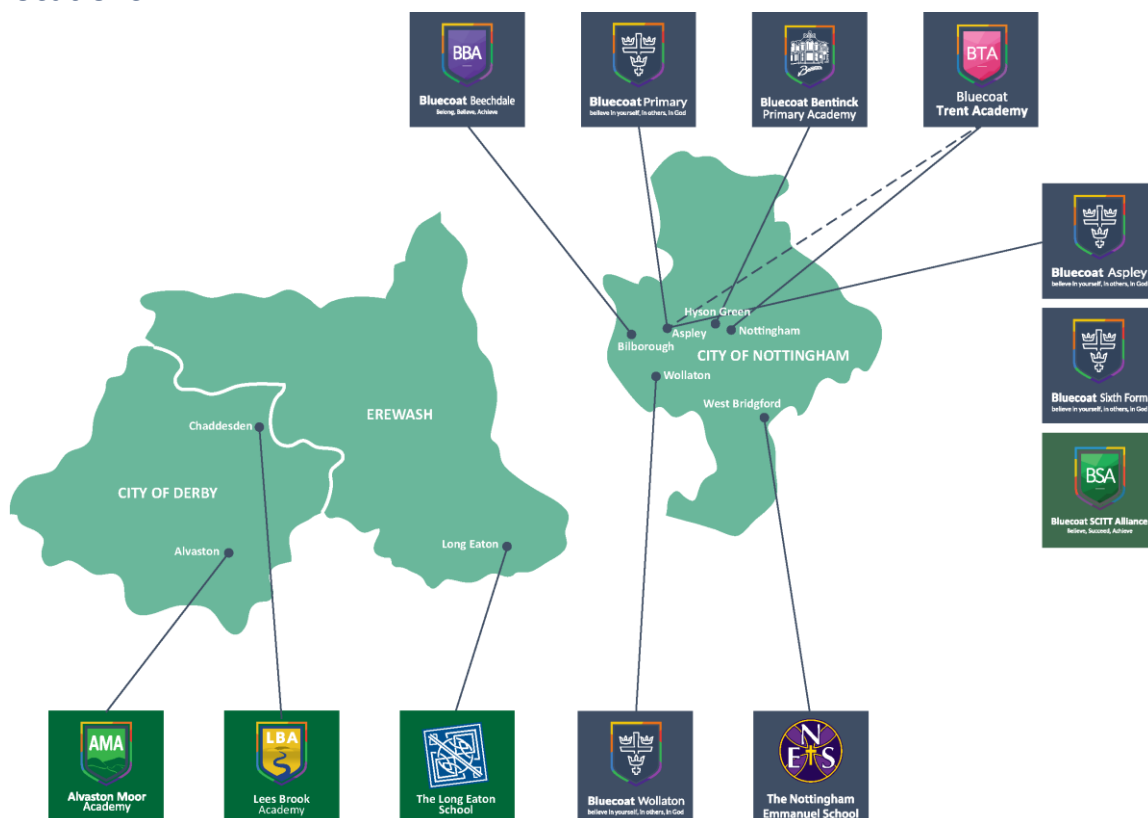 BBA
Bluecoat Beechdale
Belong, Believe, Achieve
Bluecoat Primary
believe in yourself, in others, in God
Bluecoat Bentinck
Primary Academy
BTA
Bluecoat
Trent Academy
Bluecoat Aspley
believe in yourself, in others, in God
Bluecoat Sixth Form
believe in yourself, in others, in God
BSA
Bluecoat SCITT Alliance
Believe, Succeed, Achieve
Hyson Green
Aspley
Nottingham
Bilborough
CITY OF NOTTINGHAM
Wollaton
West Bridgford
EREWASH
Chaddesden
CITY OF DERBY
Long Eaton
Alvaston
AMA
Alvaston Moor
Academy
LBA
Lees Brook
Academy
The Long Eaton
School
Bluecoat Wollaton
believe in yourself, in others, in God
N
E S
The Nottingham
Emmanuel School